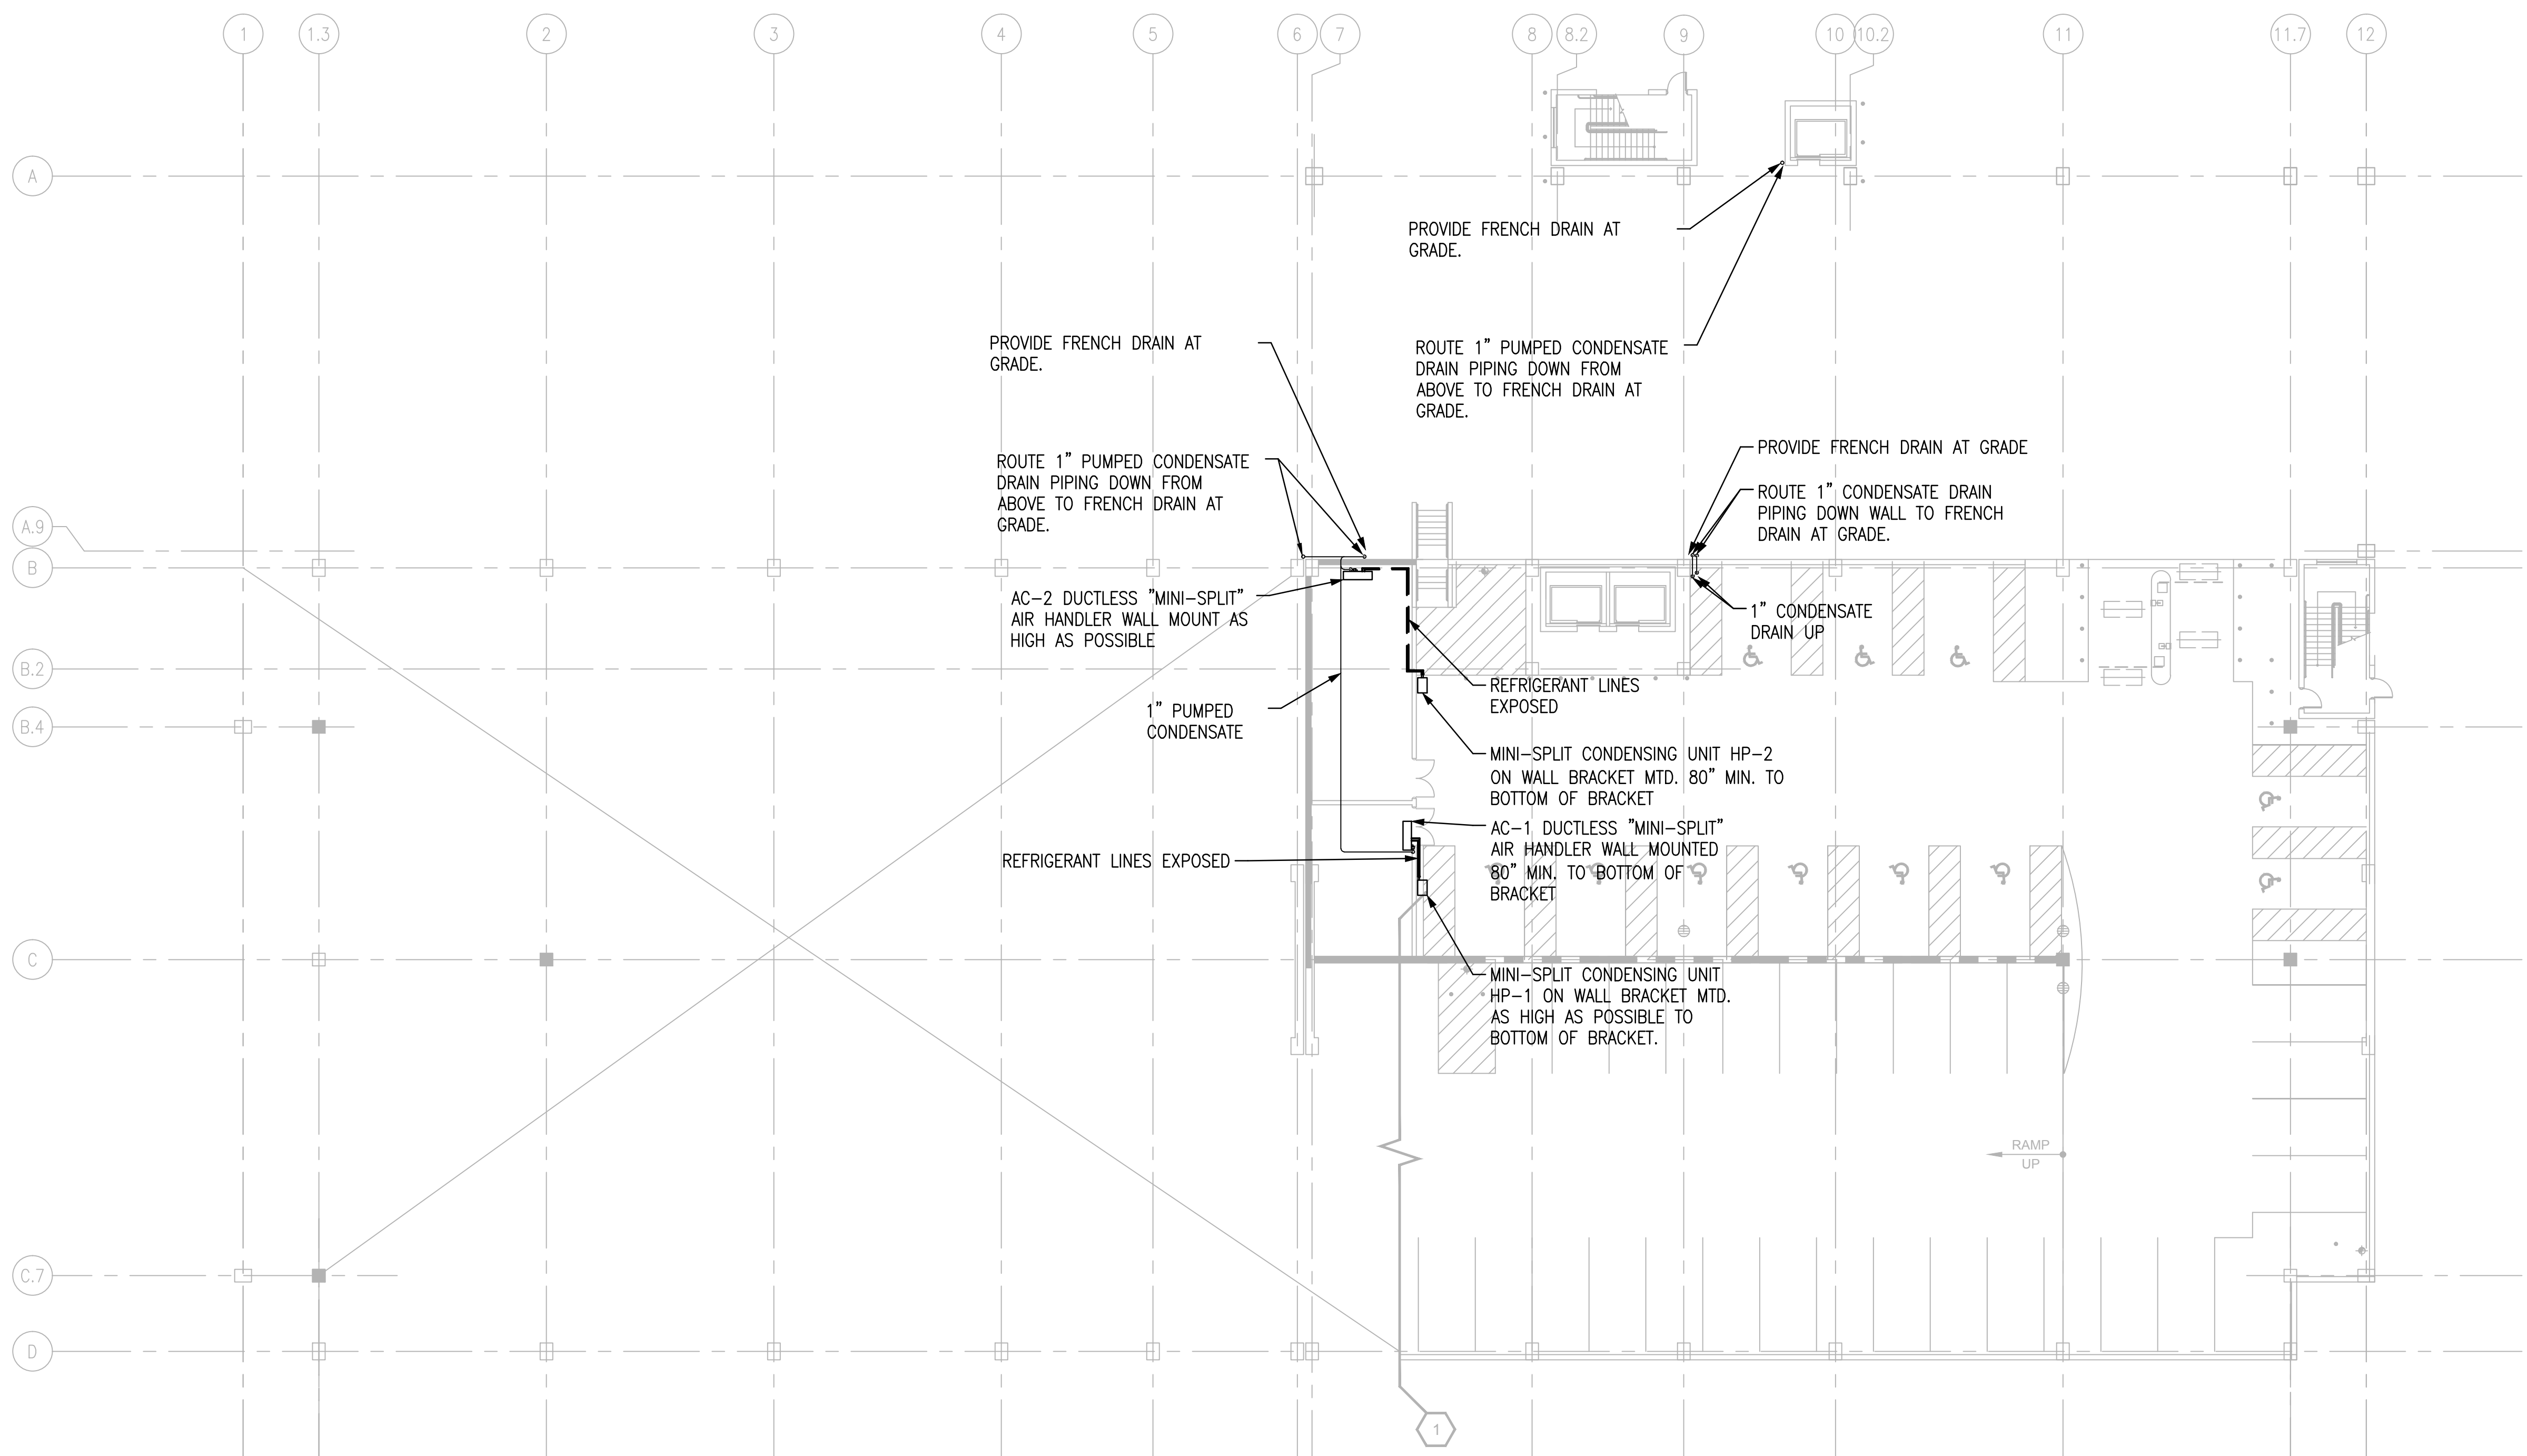 1
1.3
2
3
4
5
6
7
8
8.2
9
10
10.2
11
11.7
12
A
PROVIDE FRENCH DRAIN AT
GRADE.
PROVIDE FRENCH DRAIN AT
GRADE.
ROUTE 1” PUMPED CONDENSATE
DRAIN PIPING DOWN FROM
ABOVE TO FRENCH DRAIN AT
GRADE.
ROUTE 1” PUMPED CONDENSATE
DRAIN PIPING DOWN FROM
ABOVE TO FRENCH DRAIN AT
GRADE.
PROVIDE FRENCH DRAIN AT GRADE
ROUTE 1” CONDENSATE DRAIN
PIPING DOWN WALL TO FRENCH
DRAIN AT GRADE.
A.9
B
AC-2 DUCTLESS ”MINI-SPLIT”
AIR HANDLER WALL MOUNT AS
HIGH AS POSSIBLE
1” CONDENSATE
DRAIN UP
B.2
REFRIGERANT LINES
EXPOSED
1” PUMPED
CONDENSATE
B.4
MINI-SPLIT CONDENSING UNIT HP-2
ON WALL BRACKET MTD. 80” MIN. TO
BOTTOM OF BRACKET
AC-1 DUCTLESS ”MINI-SPLIT”
AIR HANDLER WALL MOUNTED
80” MIN. TO BOTTOM OF
BRACKET
REFRIGERANT LINES EXPOSED
C
MINI-SPLIT CONDENSING UNIT
HP-1 ON WALL BRACKET MTD.
AS HIGH AS POSSIBLE TO
BOTTOM OF BRACKET.
RAMP
UP
C.7
D
1